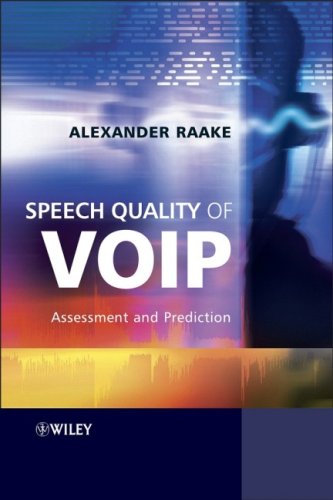 ALEXANDER RAAKE
SPEECH QUALITY OF
VOIP
Assessment and Prediction
WILEY